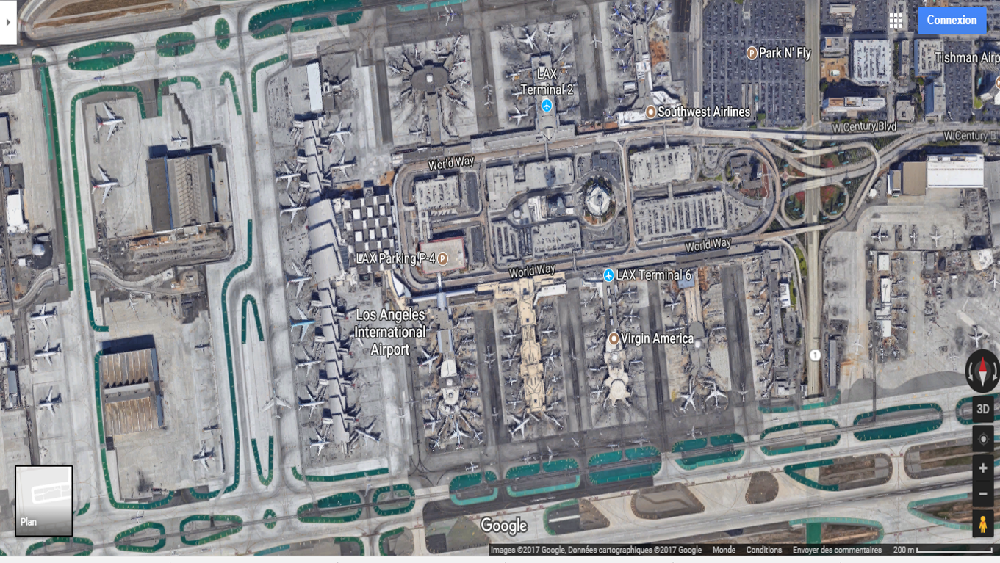 Connexion
P Park N' Fly
Tishman Airp
LAX
Terminal 2
Southwest Airlines
W Century Blvd
W Century B
World Way
LAX Parking P-4 P
World Way
World Way
LAX Terminal 6
Los Angeles
International
Airport
Virgin America
1
3D
Plan
Google
Images ©2017 Google, Données cartographiques ©2017 Google Monde Conditions Envoyer des commentaires 200 m